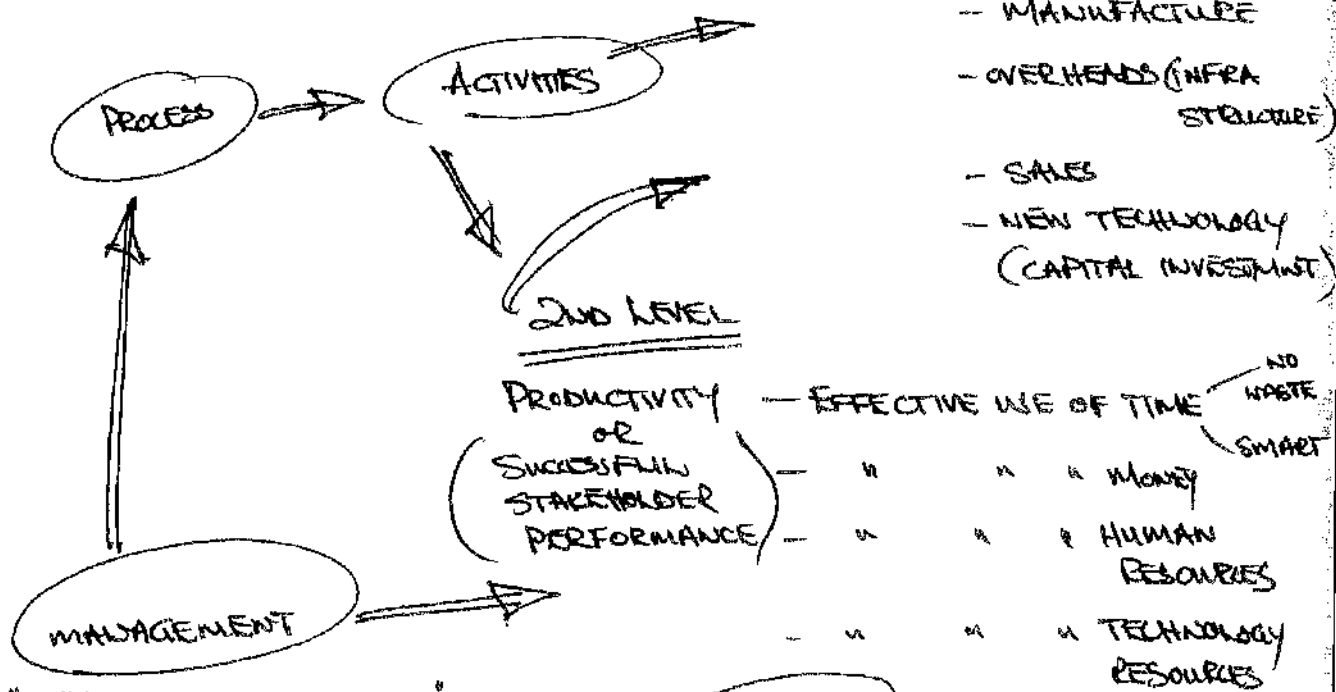 - MANUFACTURE
PROCESS
ACTIVITIES
- OVERHEADS (INFRA
STRUCTURE)
- SALES
- NEW TECHNOLOGY
(CAPITAL INVESTMNT)
2ND LEVEL
PRODUCTIVITY
OR
(SUCCESSFUL
STAKEHOLDER
PERFORMANCE)
- EFFECTIVE USE OF TIME
NO
WASTE
SMART
- " " " MONEY
- " " " HUMAN
RESOURCES
- " " " TECHNOLOGY
RESOURCES
MANAGEMENT